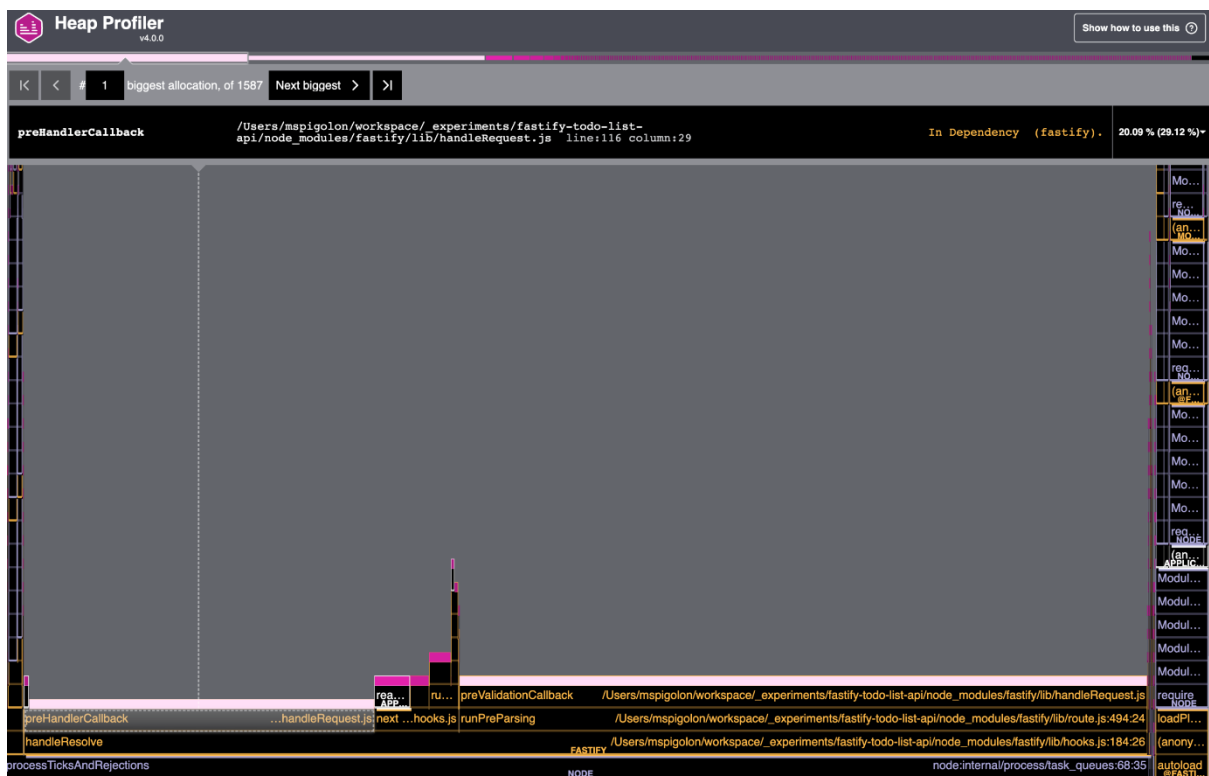 Heap Profiler
v4.0.0
Show how to use this ?
# 1 biggest allocation, of 1587 Next biggest
preHandlerCallback
/Users/mspigolon/workspace/_experiments/fastify-todo-list-
api/node_modules/fastify/lib/handleRequest.js line:116 column:29
In Dependency (fastify).
20.09 % (29.12 %)
Mo...
re...
NO...
(an...
MO...
Mo...
Mo...
Mo...
Mo...
Mo...
req...
NO...
(an...
@F...
Mo...
Mo...
Mo...
Mo...
Mo...
req...
NODE
(an...
APPLIC...
Modul...
Modul...
Modul...
Modul...
rea...
APP...
ru...
preValidationCallback /Users/mspigolon/workspace/_experiments/fastify-todo-list-api/node_modules/fastify/lib/handleRequest.js
require
NODE
preHandlerCallback ...handleRequest.js
next ...hooks.js
runPreParsing /Users/mspigolon/workspace/_experiments/fastify-todo-list-api/node_modules/fastify/lib/route.js:494:24
loadPl...
handleResolve /Users/mspigolon/workspace/_experiments/fastify-todo-list-api/node_modules/fastify/lib/hooks.js:184:26
FASTIFY
(anony...
processTicksAndRejections node:internal/process/task_queues:68:35
NODE
autoload
@FASTI...